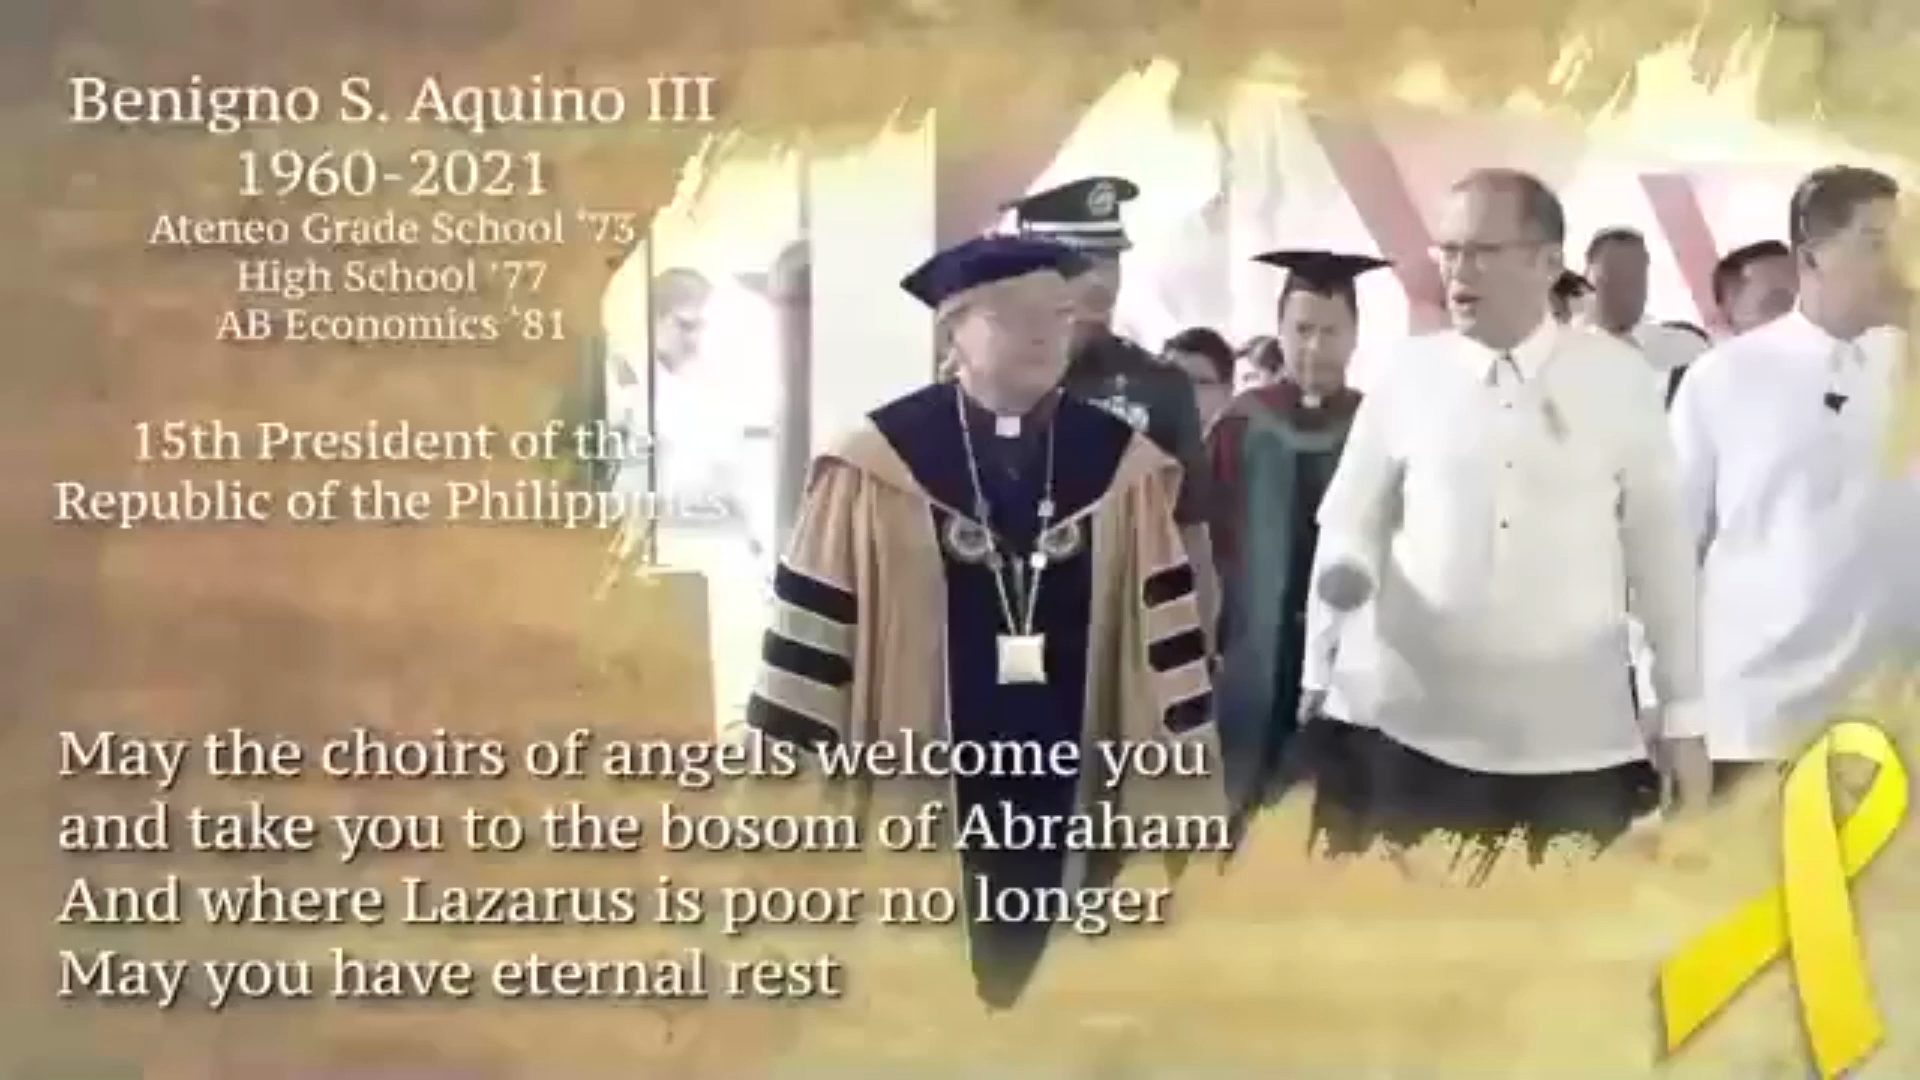 Benigno S. Aquino III
1960-2021
Ateneo Grade School ‘73
High School ’77
AB Economics ‘81
15th President of the
Republic of the Philippines
May the choirs of angels welcome you
and take you to the bosom of Abraham
And where Lazarus is poor no longer
May you have eternal rest